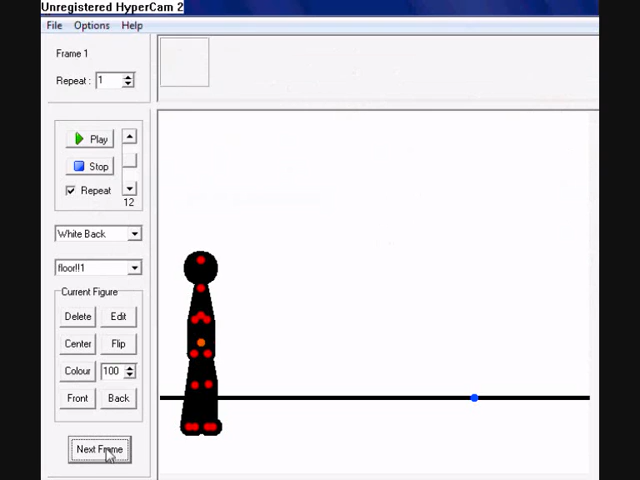 Unregistered HyperCam 2
File Options Help
Frame 1
Repeat : 1
Play
Stop
Repeat
12
White Back
floor!!1
Current Figure
Delete Edit
Center Flip
Colour 100
Front Back
Next Frame